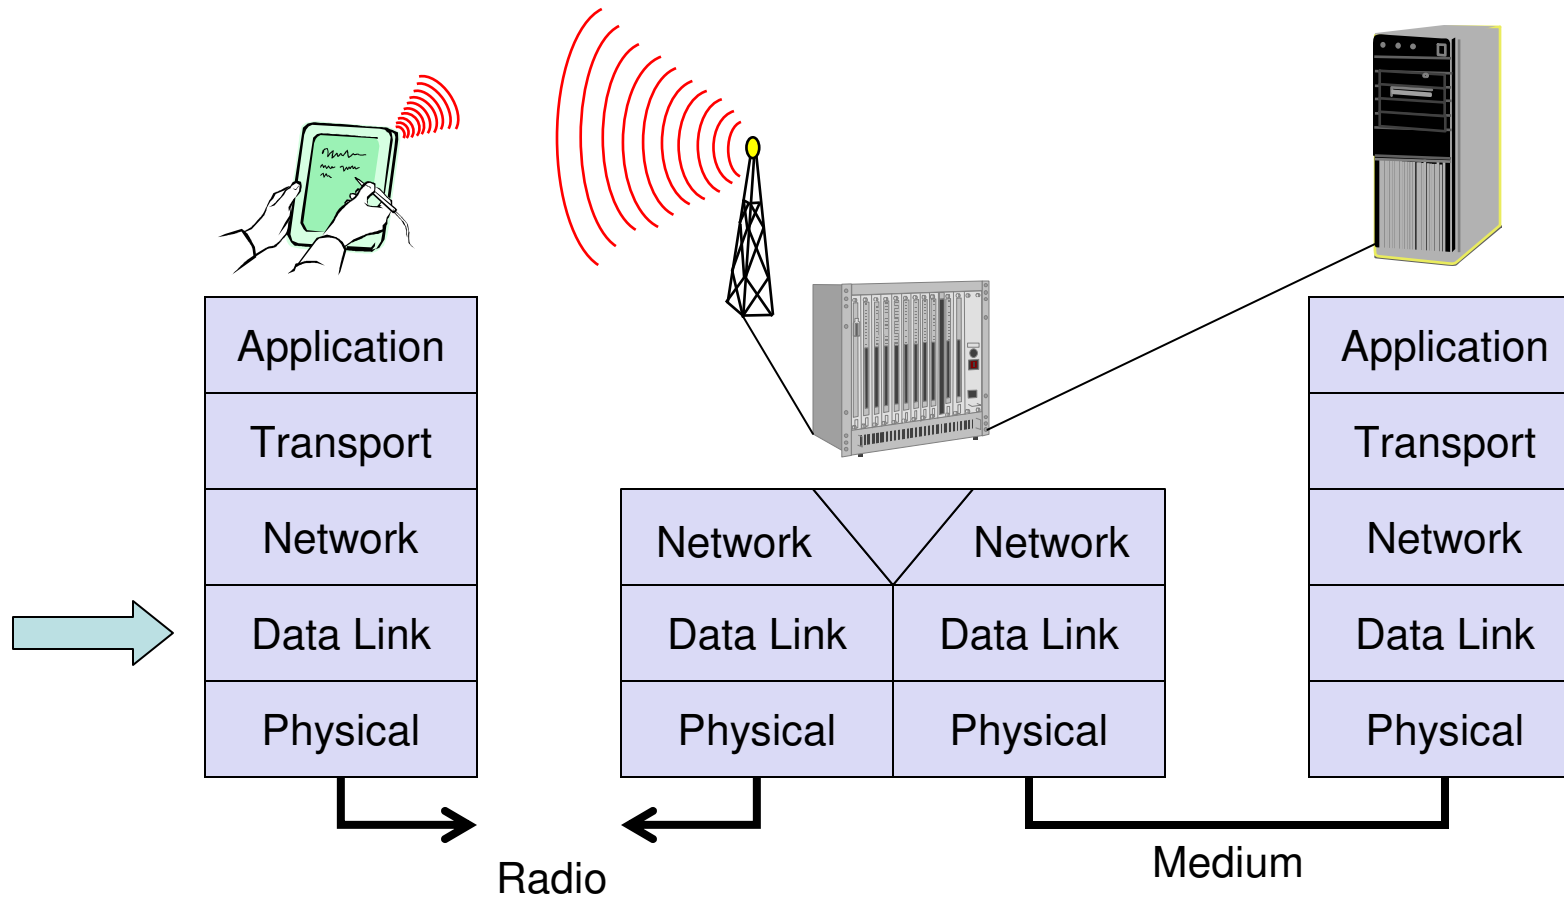 Application
Transport
Network
Data Link
Physical
Network
Network
Data Link
Data Link
Physical
Physical
Application
Transport
Network
Data Link
Physical
Radio
Medium